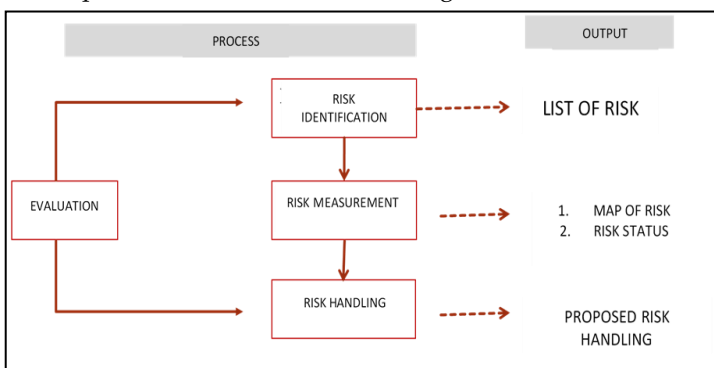 PROCESS
OUTPUT
RISK
IDENTIFICATION
LIST OF RISK
EVALUATION
RISK MEASUREMENT
1. MAP OF RISK
2. RISK STATUS
RISK HANDLING
PROPOSED RISK
HANDLING